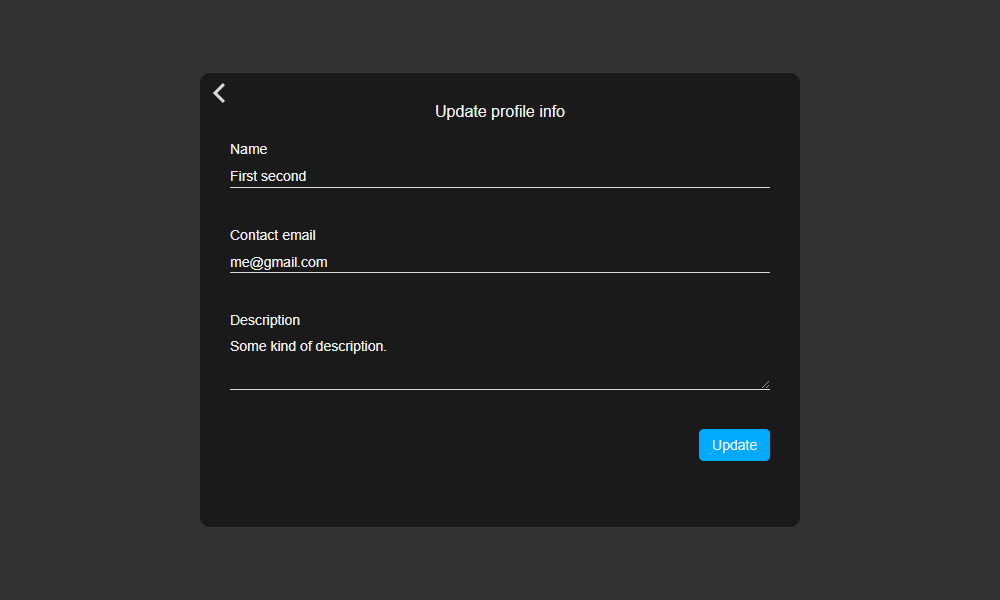 Update profile info
Name
First second
Contact email
me@gmail.com
Description
Some kind of description.
Update